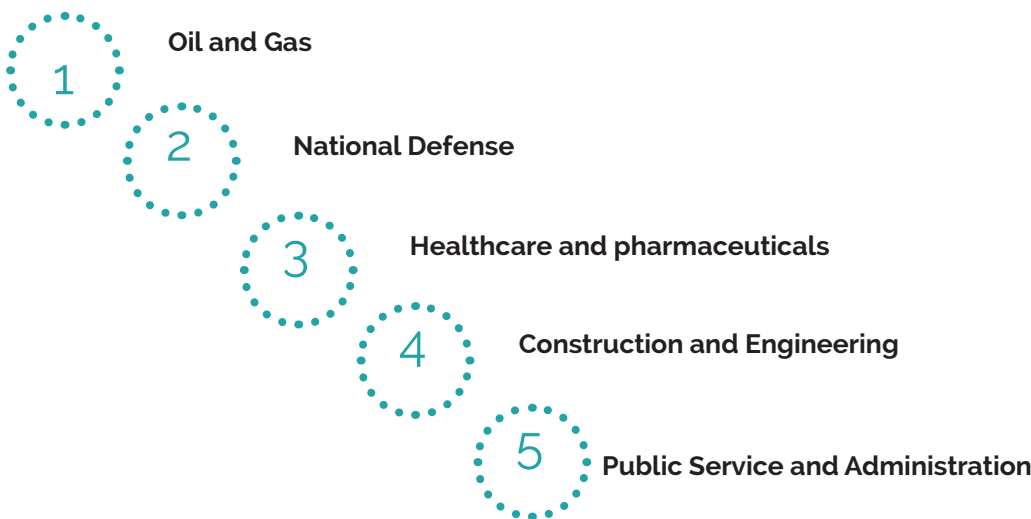 1
Oil and Gas
2
National Defense
3
Healthcare and pharmaceuticals
4
Construction and Engineering
5
Public Service and Administration